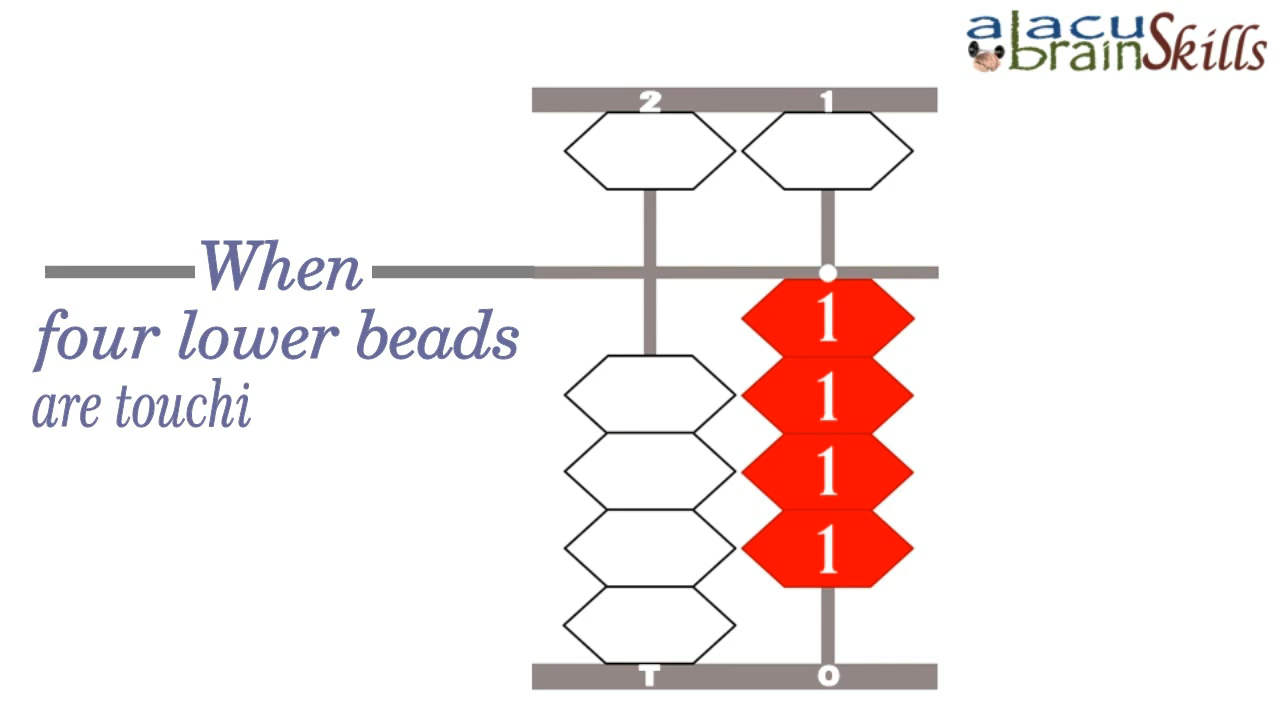 alacu
brainSkills
2 1
When
four lower beads
are touchi
1
1
1
1
T O